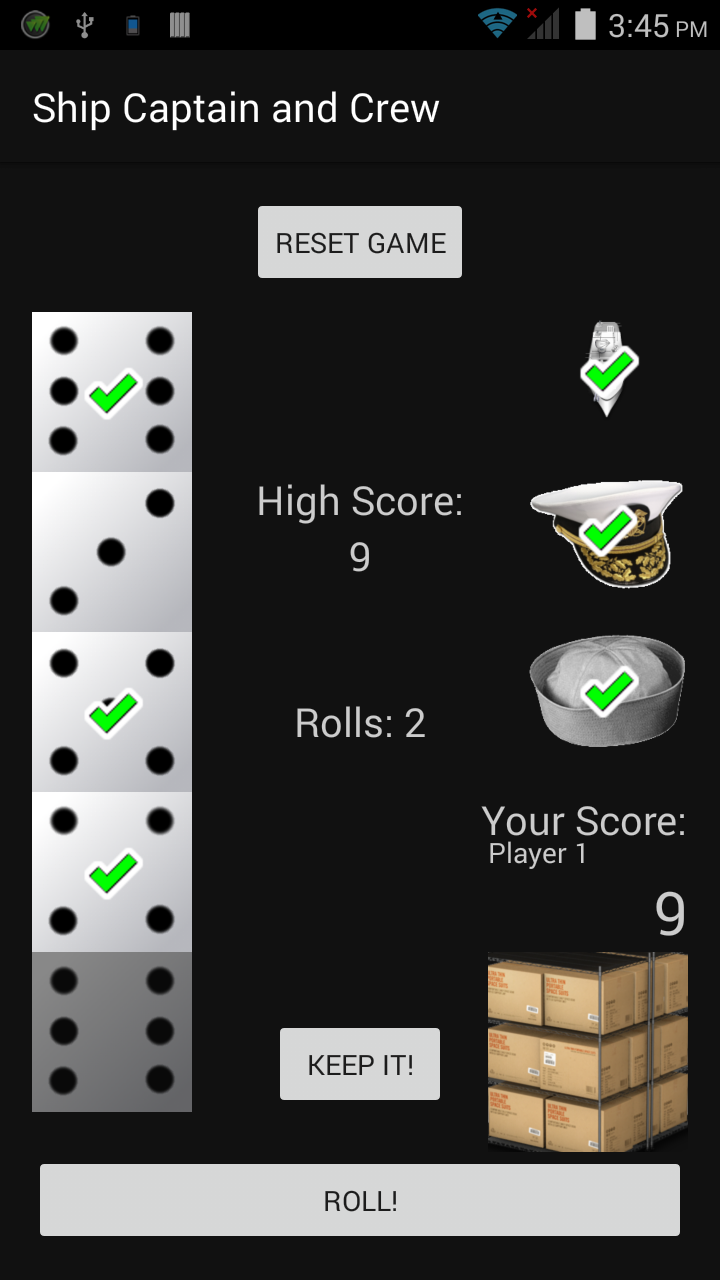 3:45 PM
Ship Captain and Crew
RESET GAME
High Score:
9
Rolls: 2
Your Score:
Player 1
9
KEEP IT!
ROLL!